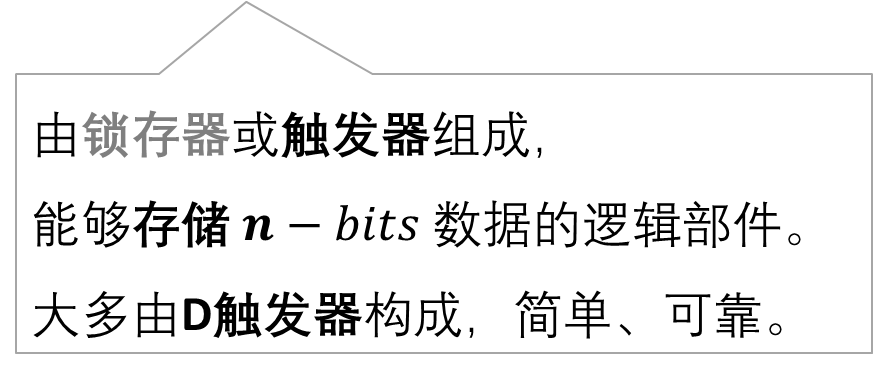 由锁存器或触发器组成,
能够存储 n − bits 数据的逻辑部件。
大多由D触发器构成, 简单、可靠。